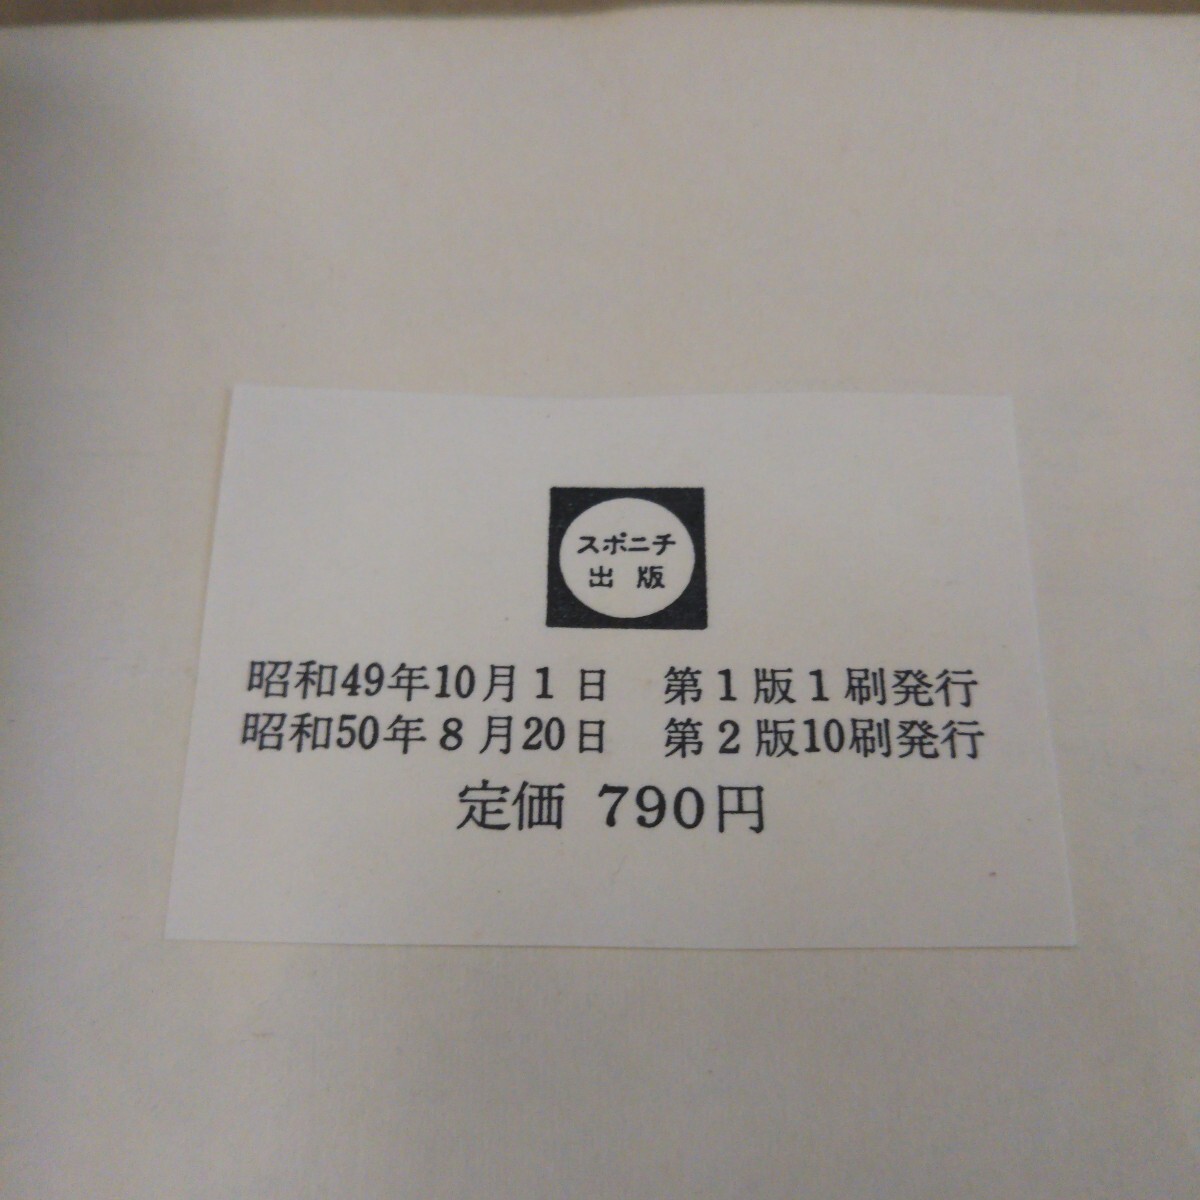 スポニチ
出版
昭和49年10月1日　第1版1刷発行
昭和50年8月20日　第2版10刷発行
定価 790円